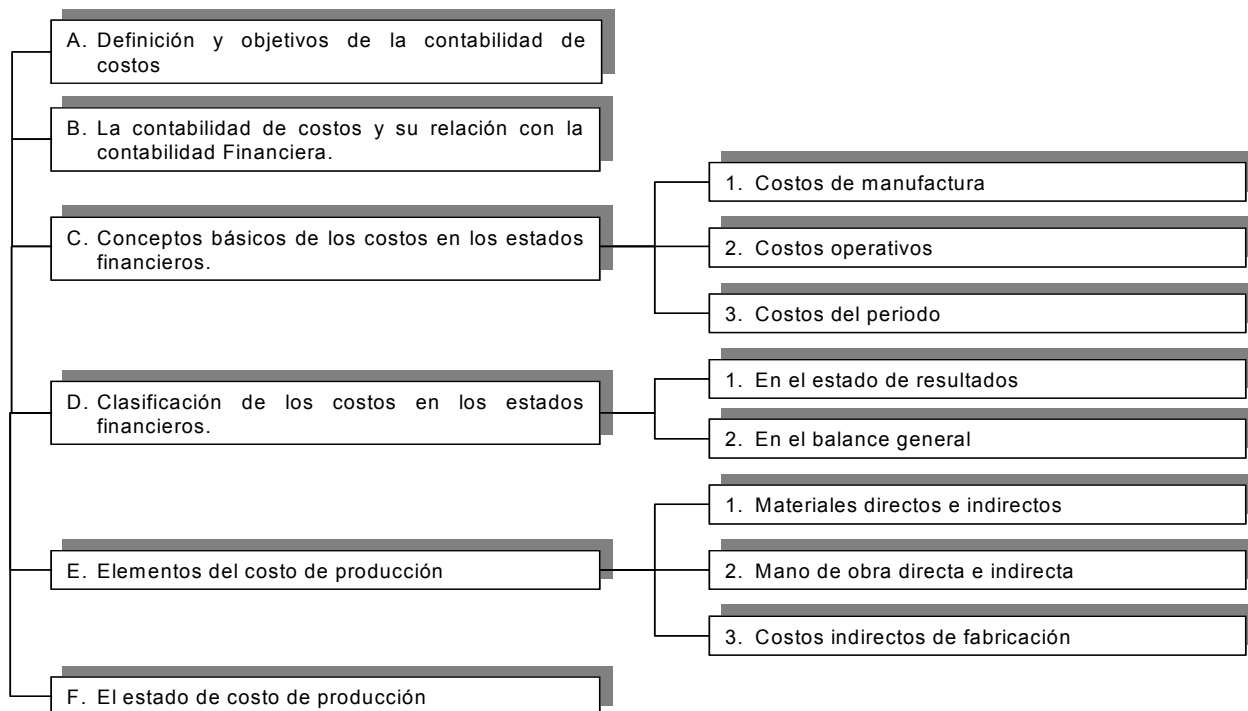 A. Definición y objetivos de la contabilidad de
costos
B. La contabilidad de costos y su relación con la
contabilidad Financiera.
C. Conceptos básicos de los costos en los estados
financieros.
1. Costos de manufactura
2. Costos operativos
3. Costos del periodo
D. Clasificación de los costos en los estados
financieros.
1. En el estado de resultados
2. En el balance general
E. Elementos del costo de producción
1. Materiales directos e indirectos
2. Mano de obra directa e indirecta
3. Costos indirectos de fabricación
F. El estado de costo de producción